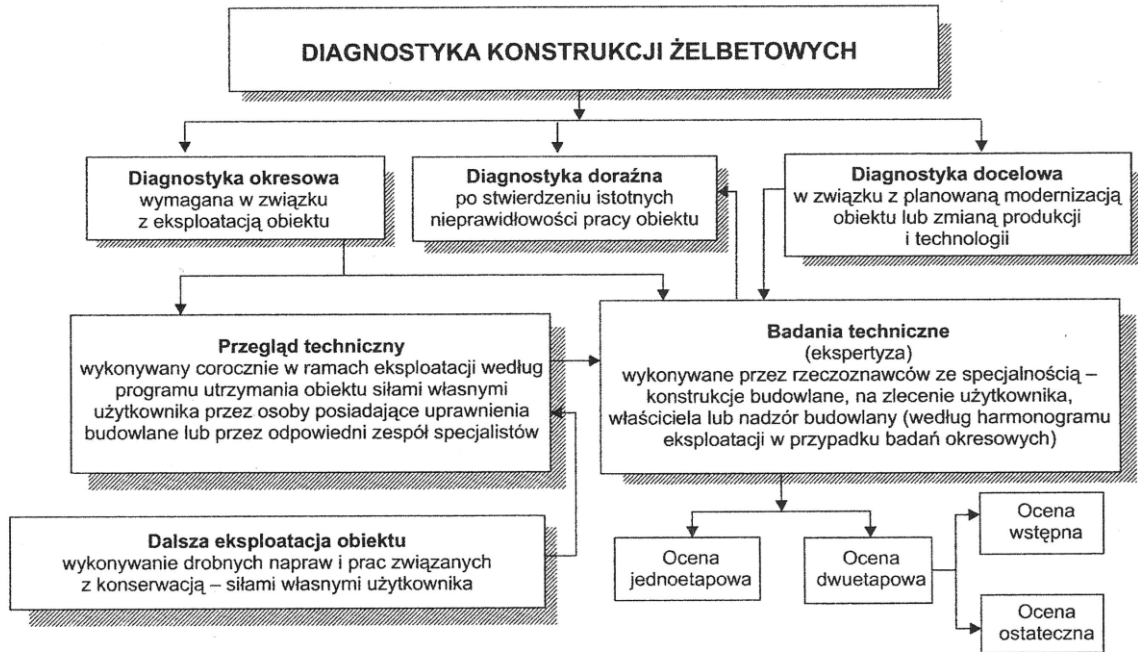 DIAGNOSTYKA KONSTRUKCJI ŻELBETOWYCH
Diagnostyka okresowa
wymagana w związku
z eksploatacją obiektu
Diagnostyka doraźna
po stwierdzeniu istotnych
nieprawidłowości pracy obiektu
Diagnostyka docelowa
w związku z planowaną modernizacją
obiektu lub zmianą produkcji
i technologii
Przegląd techniczny
wykonywany corocznie w ramach eksploatacji według
programu utrzymania obiektu siłami własnymi
użytkownika przez osoby posiadające uprawnienia
budowlane lub przez odpowiedni zespół specjalistów
Badania techniczne
(ekspertyza)
wykonywane przez rzeczoznawców ze specjalnością –
konstrukcje budowlane, na zlecenie użytkownika,
właściciela lub nadzór budowlany (według harmonogramu
eksploatacji w przypadku badań okresowych)
Dalsza eksploatacja obiektu
wykonywanie drobnych napraw i prac związanych
z konserwacją – siłami własnymi użytkownika
Ocena
jednoetapowa
Ocena
dwuetapowa
Ocena
wstępna
Ocena
ostateczna